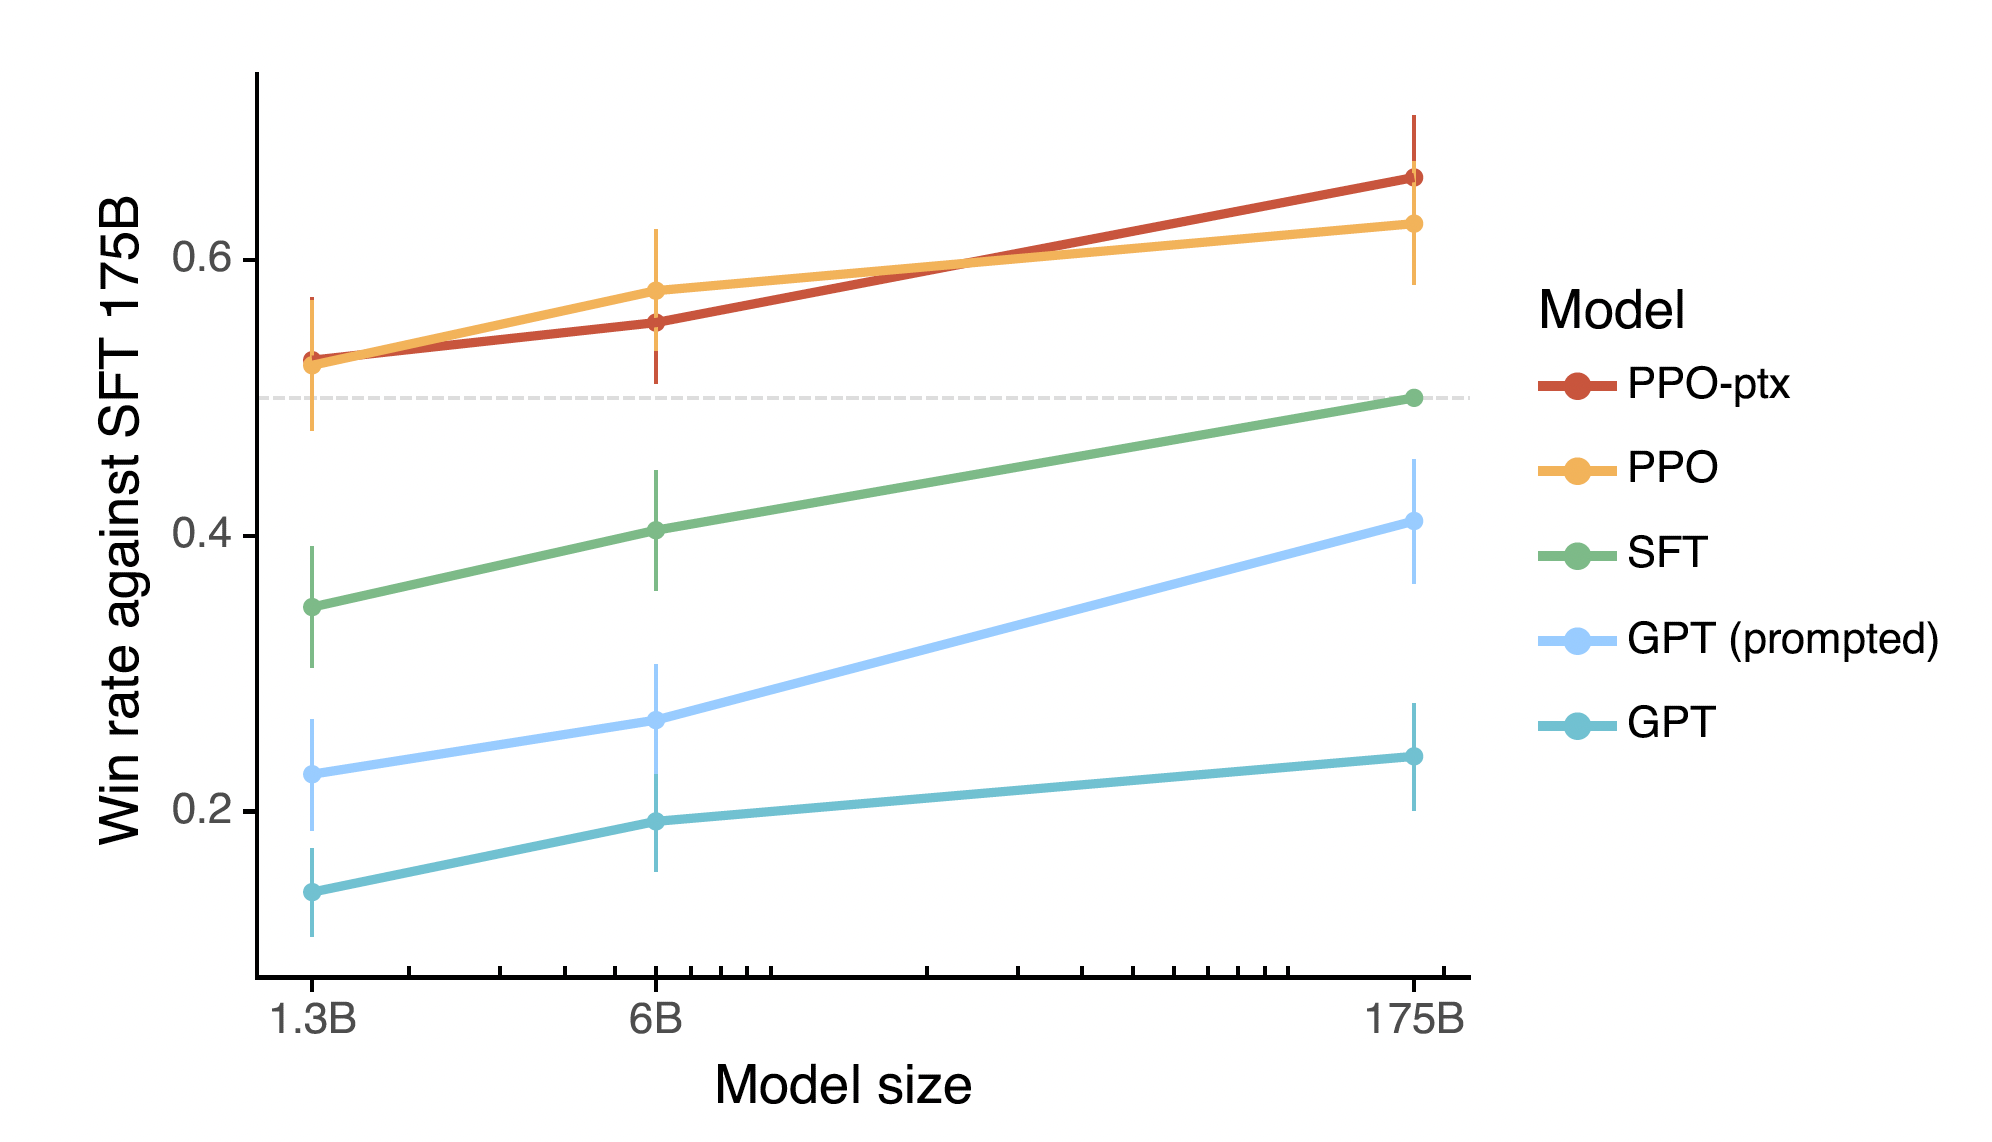 Win rate against SFT 175B
0.6
0.4
0.2
1.3B
6B
175B
Model size
Model
PPO-ptx
PPO
SFT
GPT (prompted)
GPT